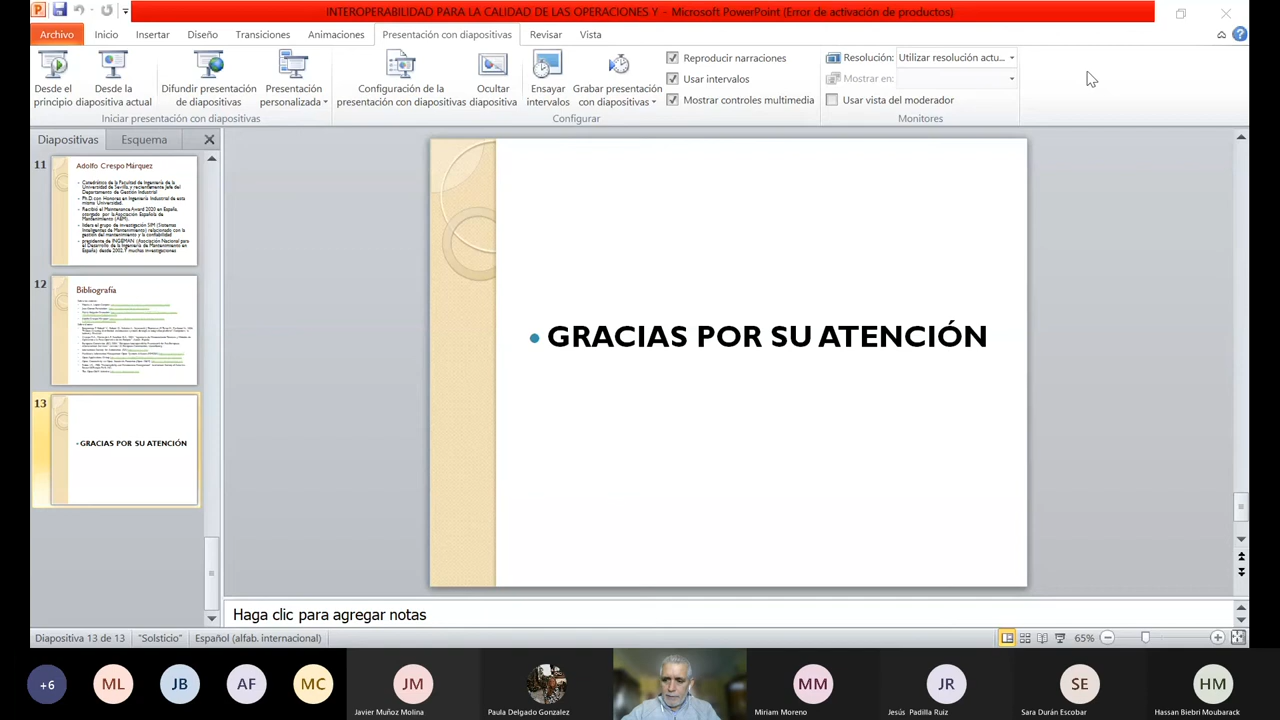 INTEROPERABILIDAD PARA LA CALIDAD DE LAS OPERACIONES Y - Microsoft PowerPoint (Error de activación de productos)
Archivo Inicio Insertar Diseño Transiciones Animaciones Presentación con diapositivas Revisar Vista
Desde el principio
Desde la diapositiva actual
Difundir presentación de diapositivas
Presentación personalizada
Configuración de la presentación con diapositivas
Ocultar diapositiva
Ensayar intervalos
Grabar presentación con diapositivas
Reproducir narraciones
Usar intervalos
Mostrar controles multimedia
Resolución: Utilizar resolución actu...
Mostrar en:
Usar vista del moderador
Iniciar presentación con diapositivas Configurar Monitores
Diapositivas Esquema
11
Adolfo Crespo Márquez
12
Bibliografía
13
• GRACIAS POR SU ATENCIÓN
• GRACIAS POR SU ATENCIÓN
Haga clic para agregar notas
Diapositiva 13 de 13 "Solsticio" Español (alfab. internacional) 65%
+6 ML JB AF MC JM MM JR SE HM
Javier Muñoz Molina Paula Delgado Gonzalez Miriam Moreno Jesús Padilla Ruiz Sara Durán Escobar Hassan Biebri Moubarack